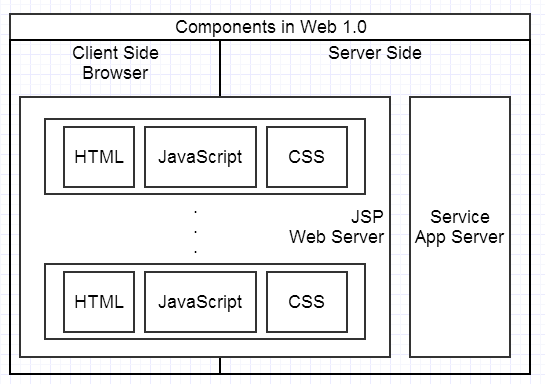 Components in Web 1.0
Client Side
Browser
Server Side
HTML
JavaScript
CSS
.
.
.
JSP
Web Server
Service
App Server
HTML
JavaScript
CSS